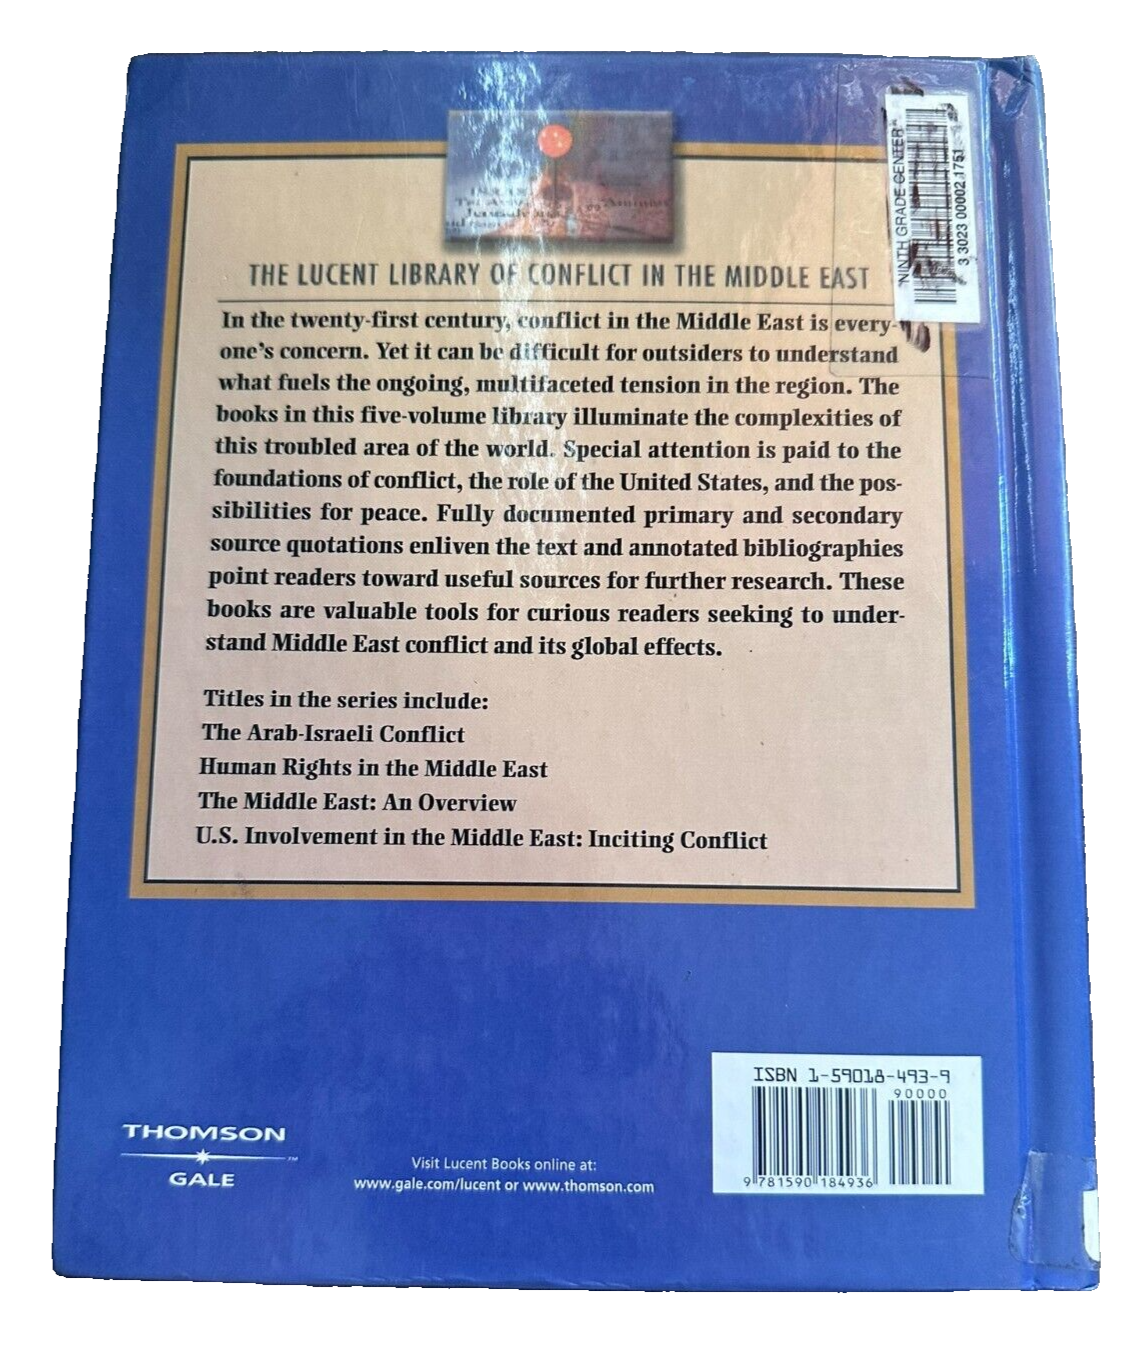 THE LUCENT LIBRARY OF CONFLICT IN THE MIDDLE EAST
In the twenty-first century, conflict in the Middle East is every-
one's concern. Yet it can be difficult for outsiders to understand
what fuels the ongoing, multifaceted tension in the region. The
books in this five-volume library illuminate the complexities of
this troubled area of the world. Special attention is paid to the
foundations of conflict, the role of the United States, and the pos-
sibilities for peace. Fully documented primary and secondary
source quotations enliven the text and annotated bibliographies
point readers toward useful sources for further research. These
books are valuable tools for curious readers seeking to under-
stand Middle East conflict and its global effects.
Titles in the series include:
The Arab-Israeli Conflict
Human Rights in the Middle East
The Middle East: An Overview
U.S. Involvement in the Middle East: Inciting Conflict
NINTH GRADE CENTER
3 3023 00002 1751
THOMSON
™
GALE
Visit Lucent Books online at:
www.gale.com/lucent or www.thomson.com
ISBN 1-59018-493-9
90000
9 781590 184936